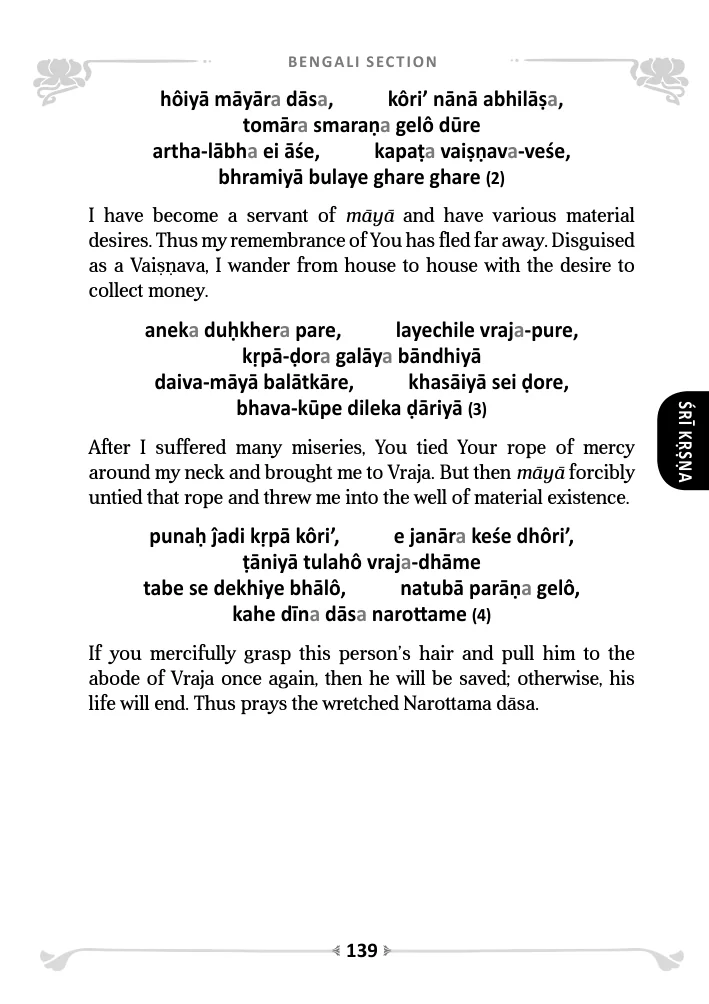 BENGALI SECTION
hôiyā māyāra dāsa, kôri’ nānā abhilāṣa,
tomāra smaraṇa gelô dūre
artha-lābha ei āśe, kapaṭa vaiṣṇava-veśe,
bhramiyā bulaye ghare ghare (2)
I have become a servant of māyā and have various material
desires. Thus my remembrance of You has fled far away. Disguised
as a Vaiṣṇava, I wander from house to house with the desire to
collect money.
aneka duḥkhera pare, layechile vraja-pure,
kṛpā-ḍora galāya bāndhiyā
daiva-māyā balātkāre, khasāiyā sei ḍore,
bhava-kūpe dileka ḍāriyā (3)
After I suffered many miseries, You tied Your rope of mercy
around my neck and brought me to Vraja. But then māyā forcibly
untied that rope and threw me into the well of material existence.
punaḥ ĵadi kṛpā kôri’, e janāra keśe dhôri’,
ṭāniyā tulahô vraja-dhāme
tabe se dekhiye bhālô, natubā parāṇa gelô,
kahe dīna dāsa narottame (4)
If you mercifully grasp this person’s hair and pull him to the
abode of Vraja once again, then he will be saved; otherwise, his
life will end. Thus prays the wretched Narottama dāsa.
ŚRĪ KṚṢṆA
139